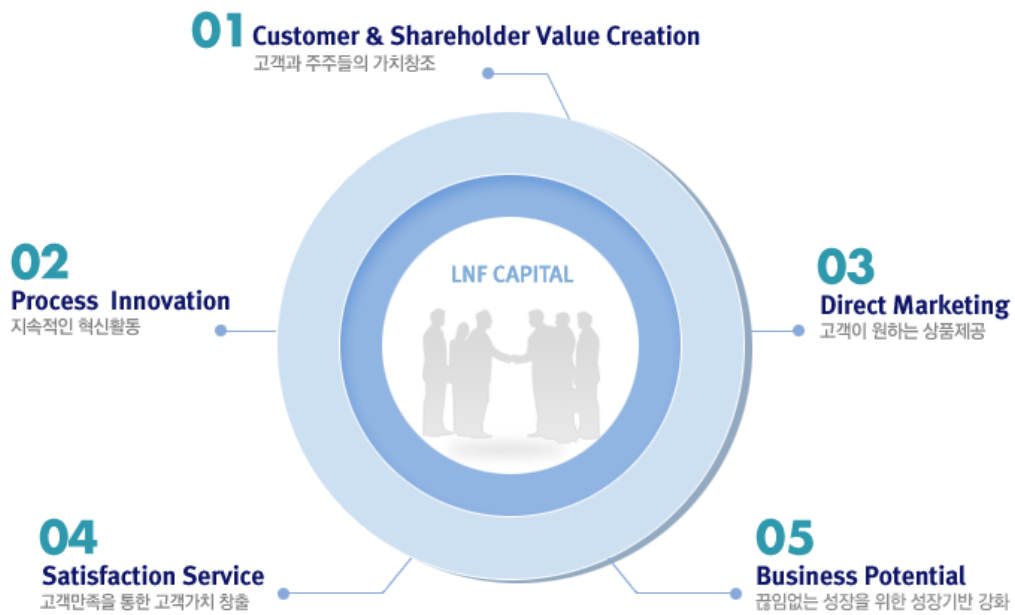 01 Customer & Shareholder Value Creation
고객과 주주들의 가치창조
LNF CAPITAL
02
Process Innovation
지속적인 혁신활동
03
Direct Marketing
고객이 원하는 상품제공
04
Satisfaction Service
고객만족을 통한 고객가치 창출
05
Business Potential
끊임없는 성장을 위한 성장기반 강화